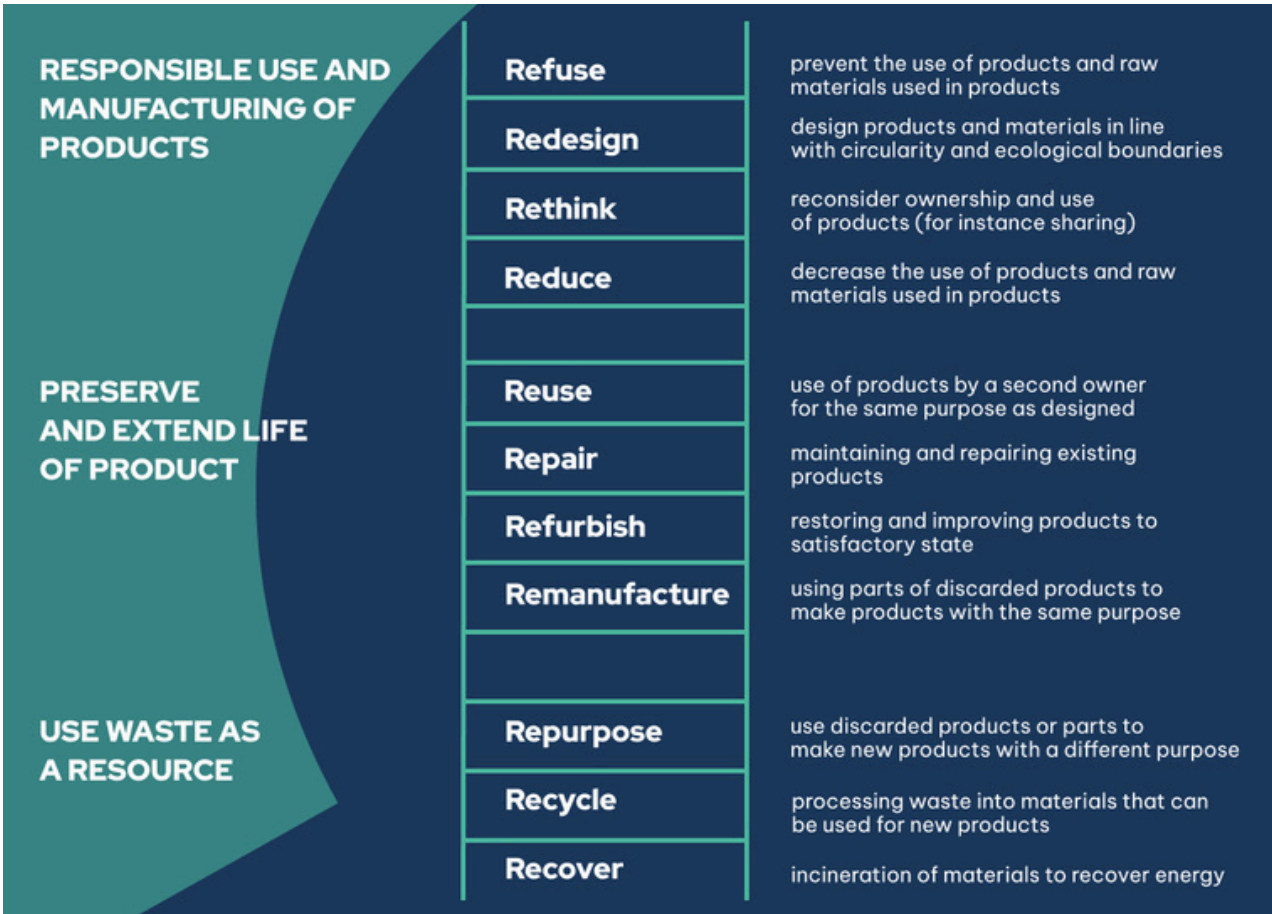 RESPONSIBLE USE AND
MANUFACTURING OF
PRODUCTS
Refuse
prevent the use of products and raw
materials used in products
Redesign
design products and materials in line
with circularity and ecological boundaries
Rethink
reconsider ownership and use
of products (for instance sharing)
Reduce
decrease the use of products and raw
materials used in products
PRESERVE
AND EXTEND LIFE
OF PRODUCT
Reuse
use of products by a second owner
for the same purpose as designed
Repair
maintaining and repairing existing
products
Refurbish
restoring and improving products to
satisfactory state
Remanufacture
using parts of discarded products to
make products with the same purpose
USE WASTE AS
A RESOURCE
Repurpose
use discarded products or parts to
make new products with a different purpose
Recycle
processing waste into materials that can
be used for new products
Recover
incineration of materials to recover energy